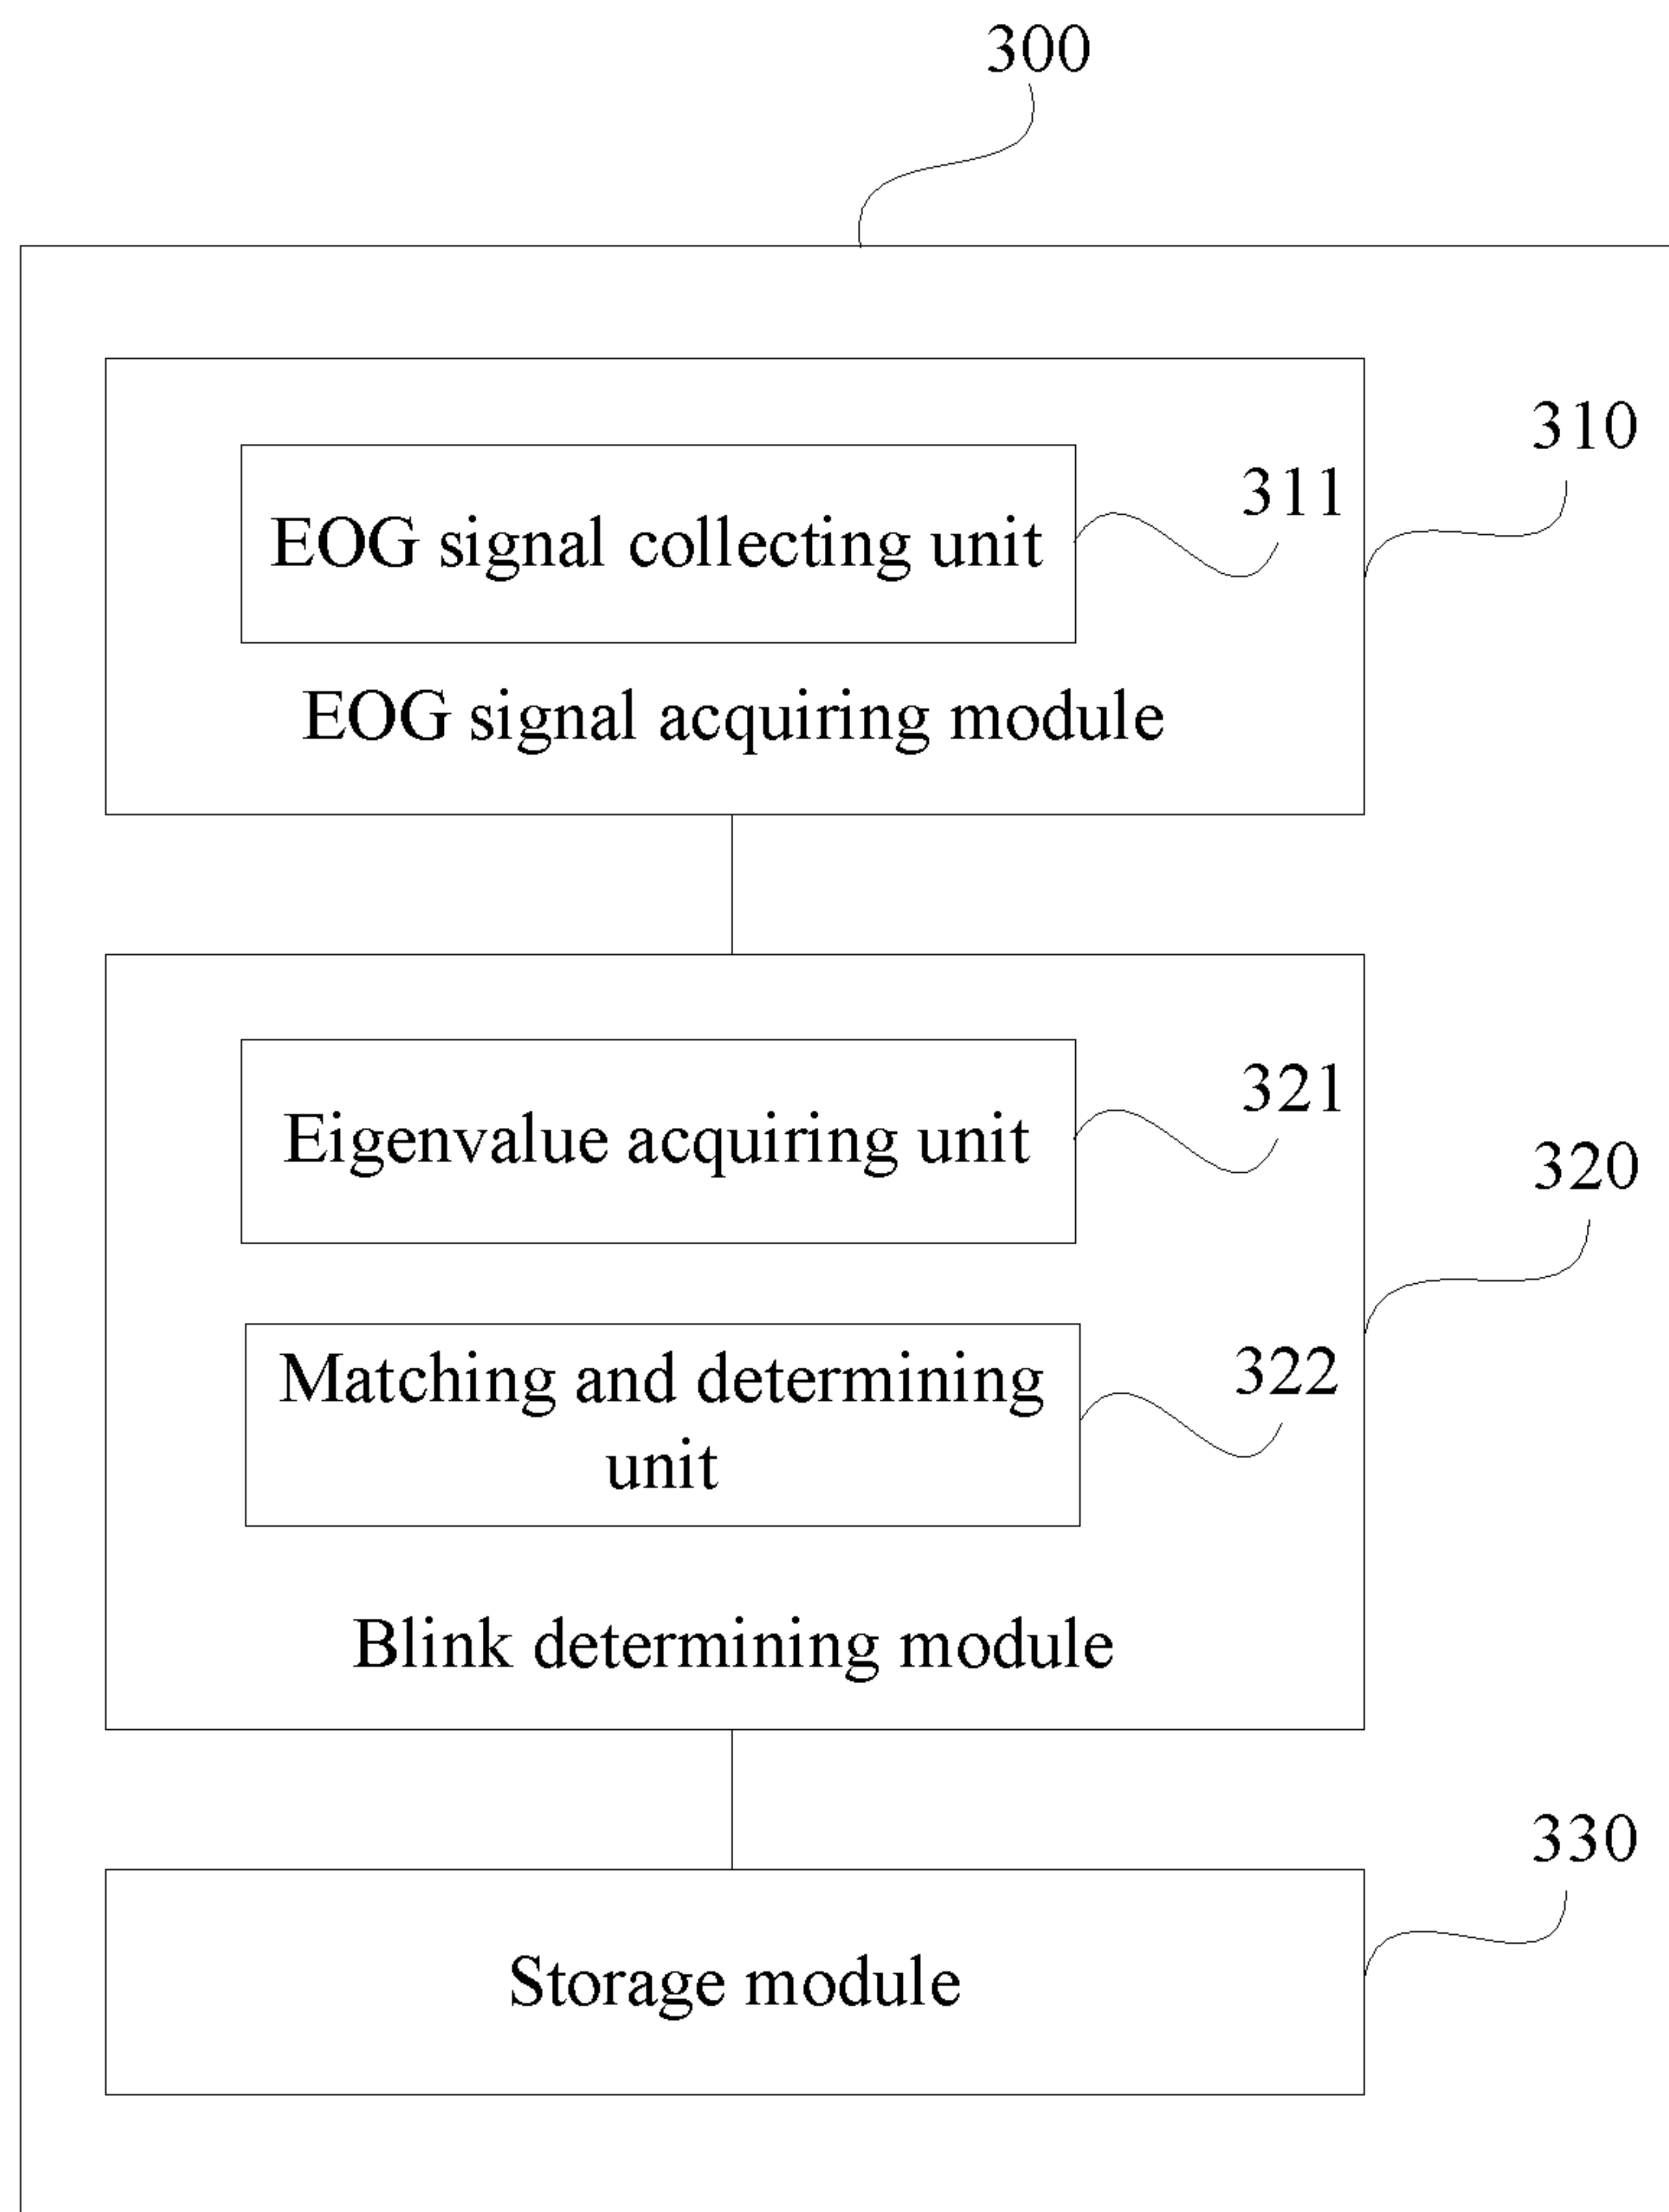 300
310
311
EOG signal collecting unit
EOG signal acquiring module
321
Eigenvalue acquiring unit
320
322
Matching and determining
unit
Blink determining module
330
Storage module